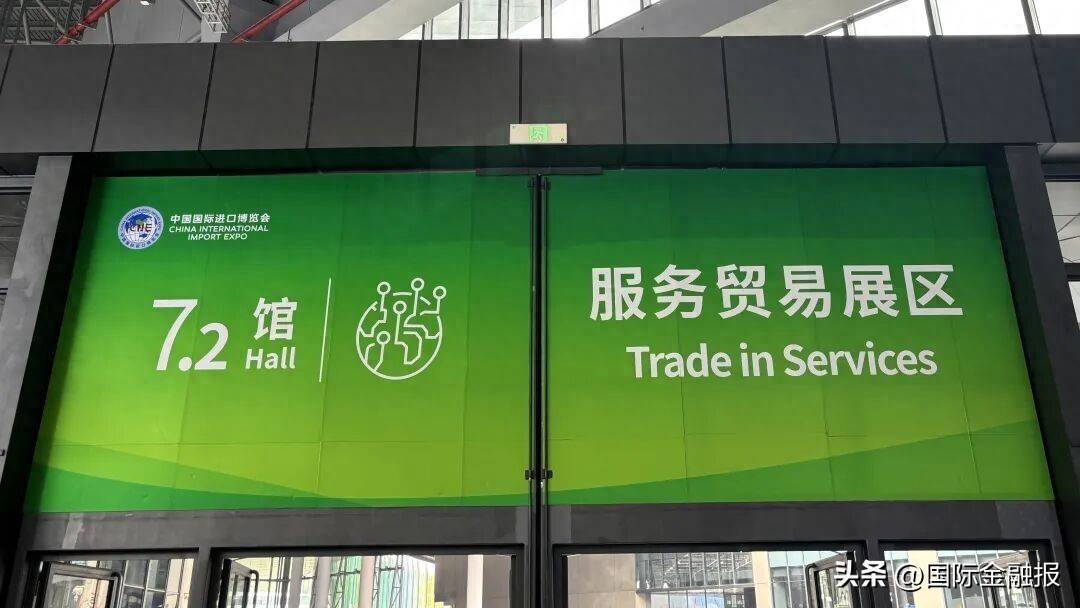 中国国际进口博览会
CHINA INTERNATIONAL
IMPORT EXPO
7.2 馆
Hall
服务贸易展区
Trade in Services
头条 @国际金融报